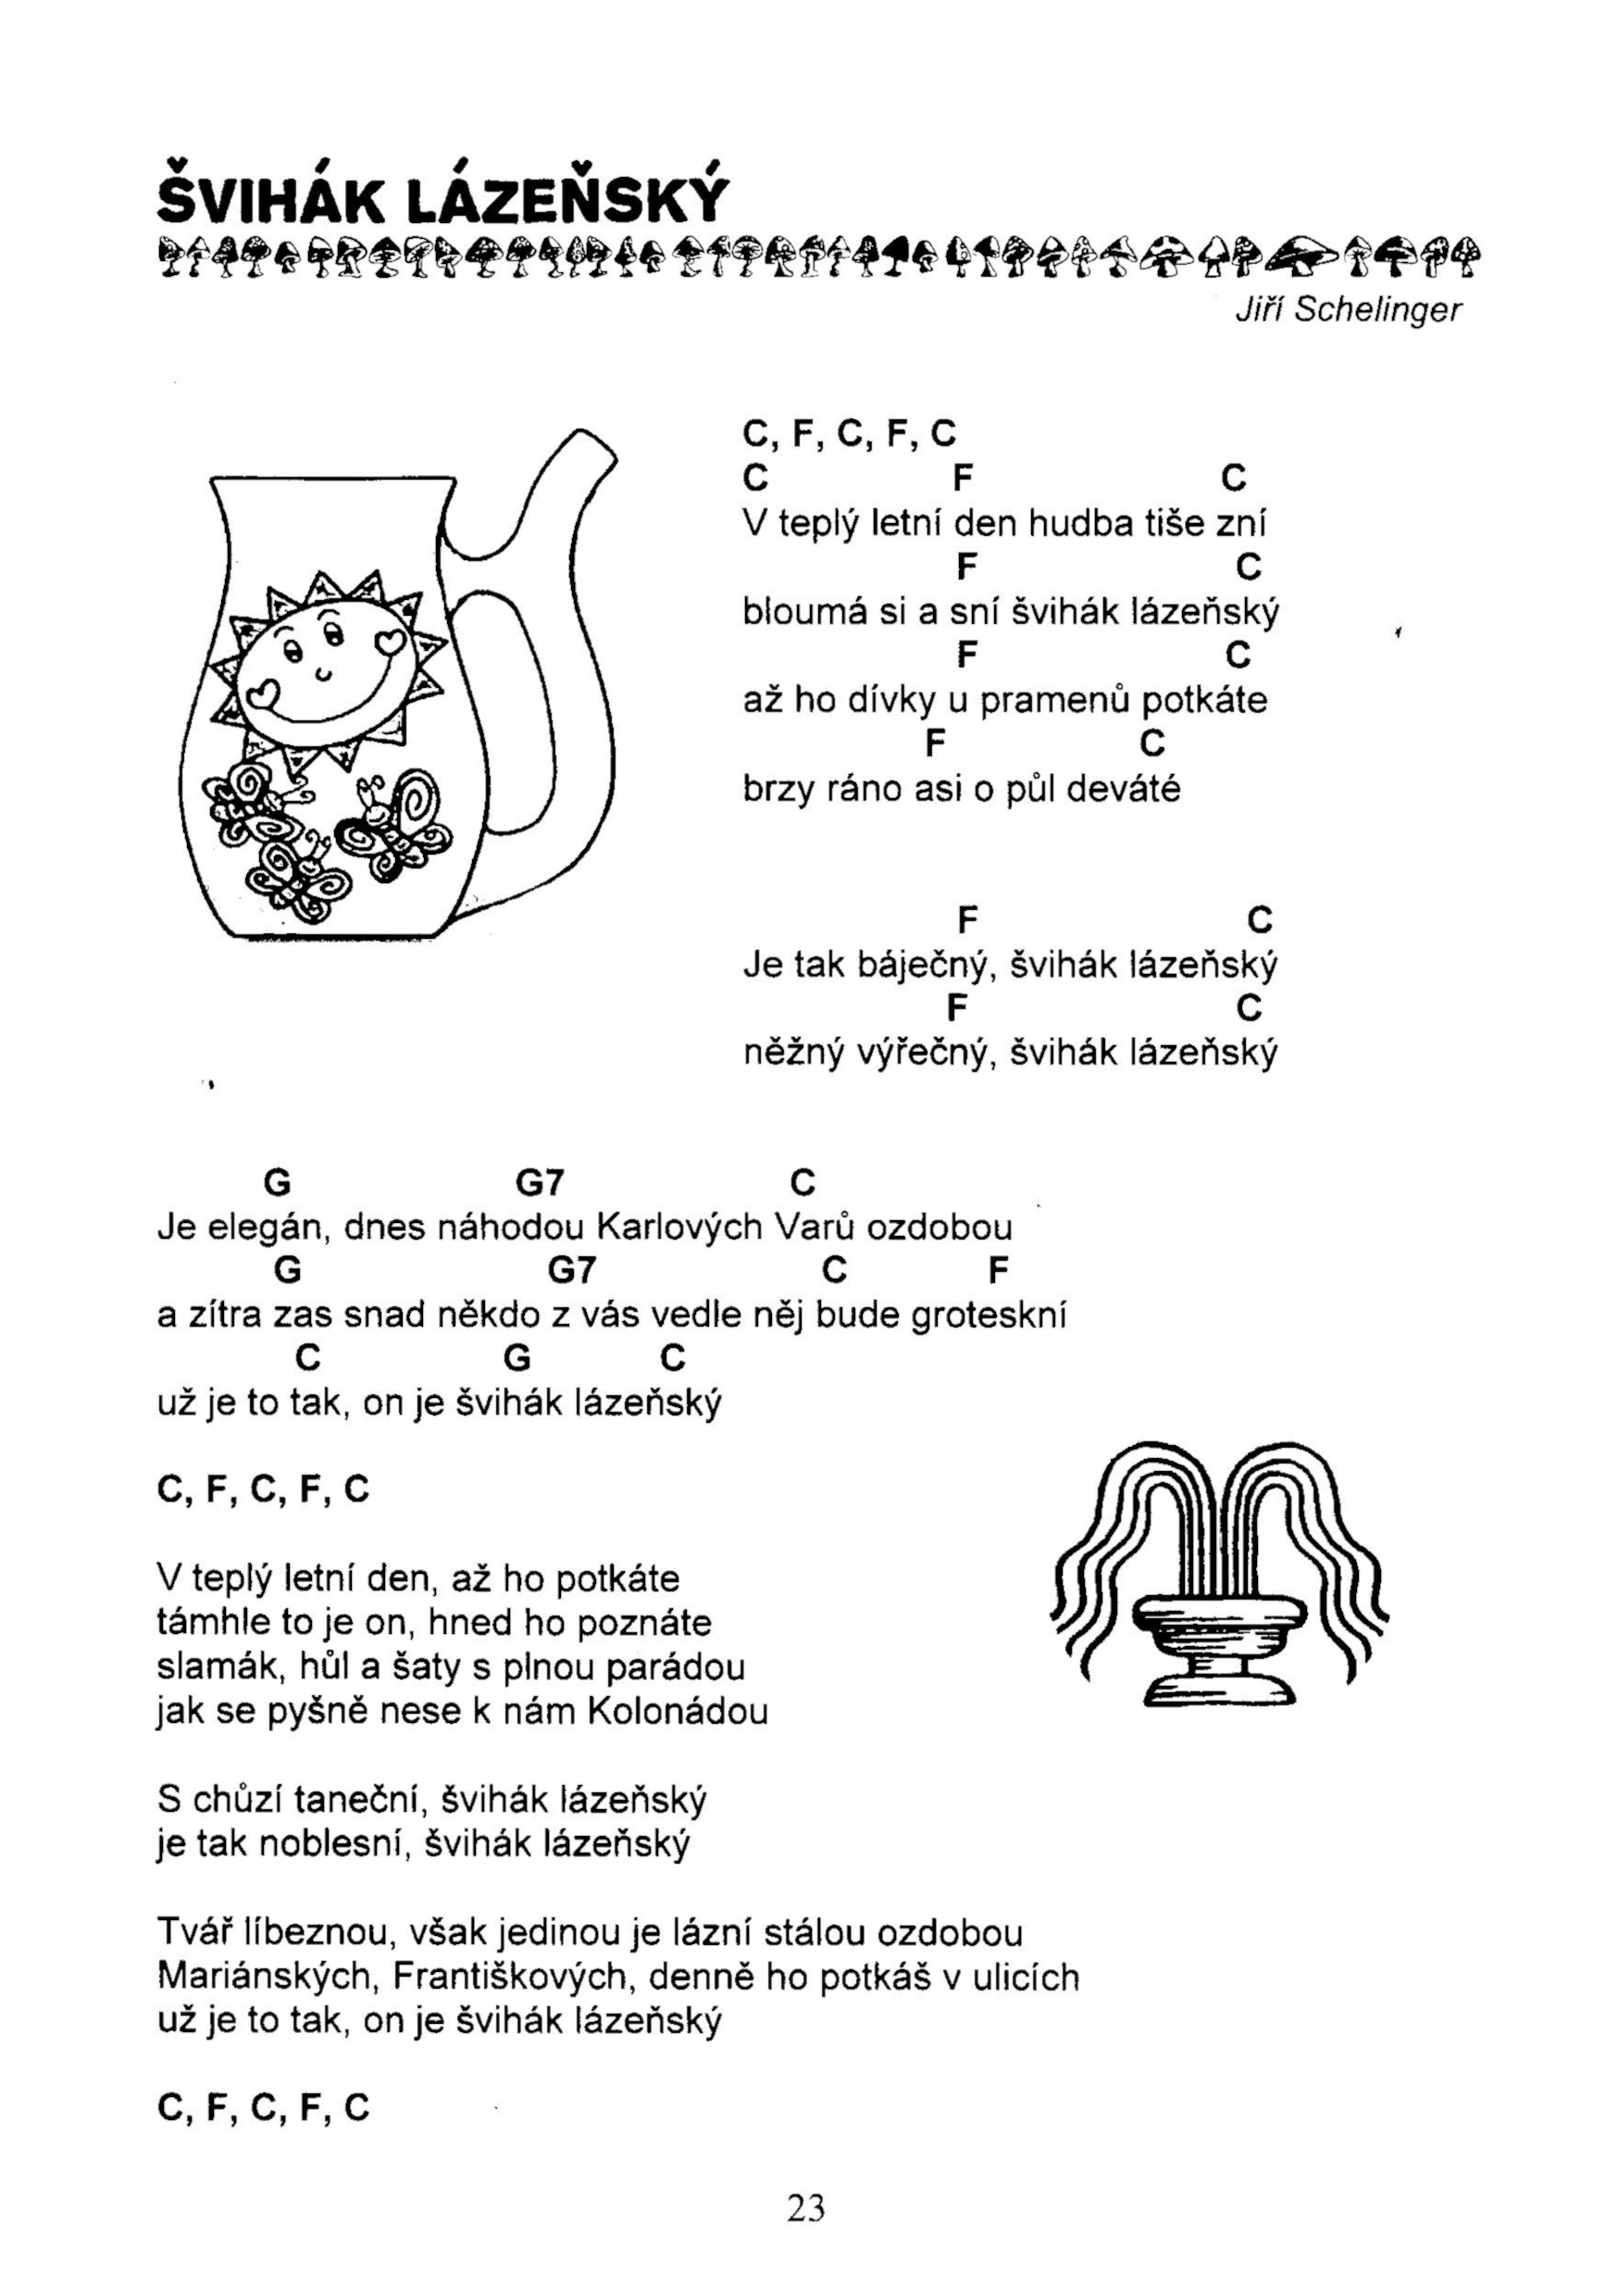 ŠVIHÁK LÁZEŇSKÝ
Jiří Schelinger
C, F, C, F, C
C F C
V teplý letní den hudba tiše zní
F C
bloumá si a sní švihák lázeňský
F C
až ho dívky u pramenů potkáte
F C
brzy ráno asi o půl deváté
F C
Je tak báječný, švihák lázeňský
F C
něžný výřečný, švihák lázeňský
G G7 C
Je elegán, dnes náhodou Karlových Varů ozdobou
G G7 C F
a zítra zas snad někdo z vás vedle něj bude groteskní
C G C
už je to tak, on je švihák lázeňský
C, F, C, F, C
V teplý letní den, až ho potkáte
támhle to je on, hned ho poznáte
slamák, hůl a šaty s plnou parádou
jak se pyšně nese k nám Kolonádou
S chůzí taneční, švihák lázeňský
je tak noblesní, švihák lázeňský
Tvář líbeznou, však jedinou je lázní stálou ozdobou
Mariánských, Františkových, denně ho potkáš v ulicích
už je to tak, on je švihák lázeňský
C, F, C, F, C
23